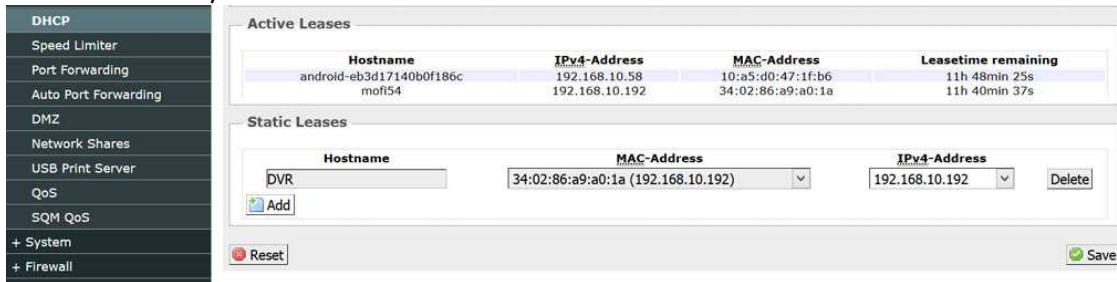 DHCP
Speed Limiter
Port Forwarding
Auto Port Forwarding
DMZ
Network Shares
USB Print Server
QoS
SQM QoS
+ System
+ Firewall
Active Leases
Hostname IPv4-Address MAC-Address Leasetime remaining
android-eb3d17140b0f186c 192.168.10.58 10:a5:d0:47:1f:b6 11h 48min 25s
mofi54 192.168.10.192 34:02:86:a9:a0:1a 11h 40min 37s
Static Leases
Hostname MAC-Address IPv4-Address
DVR 34:02:86:a9:a0:1a (192.168.10.192) 192.168.10.192 Delete
Add
Reset Save